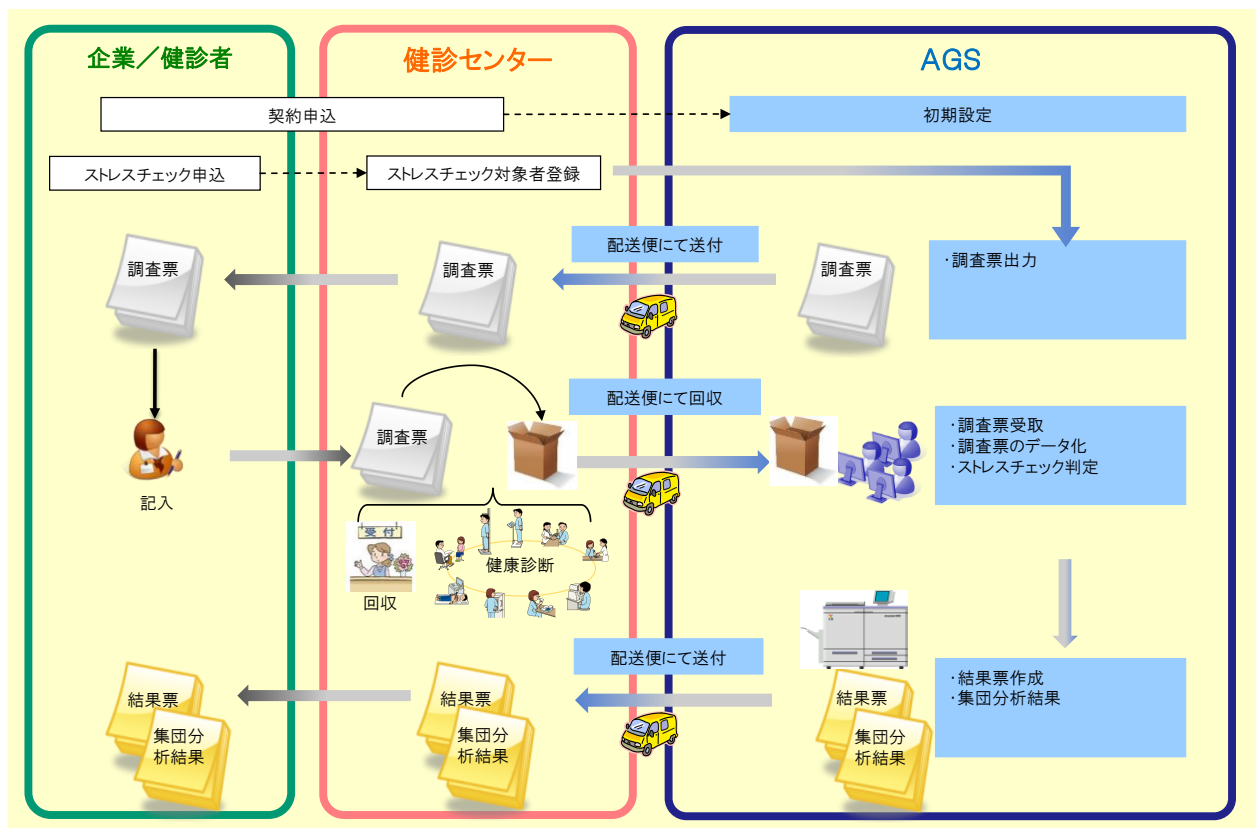 企業／健診者
健診センター
AGS
契約申込
初期設定
ストレスチェック申込
ストレスチェック対象者登録
配送便にて送付
調査票
調査票
調査票
・調査票出力
配送便にて回収
調査票
・調査票受取
・調査票のデータ化
・ストレスチェック判定
記入
受付
健康診断
回収
配送便にて送付
結果票
集団分
析結果
結果票
集団分
析結果
結果票
集団分
析結果
・結果票作成
・集団分析結果